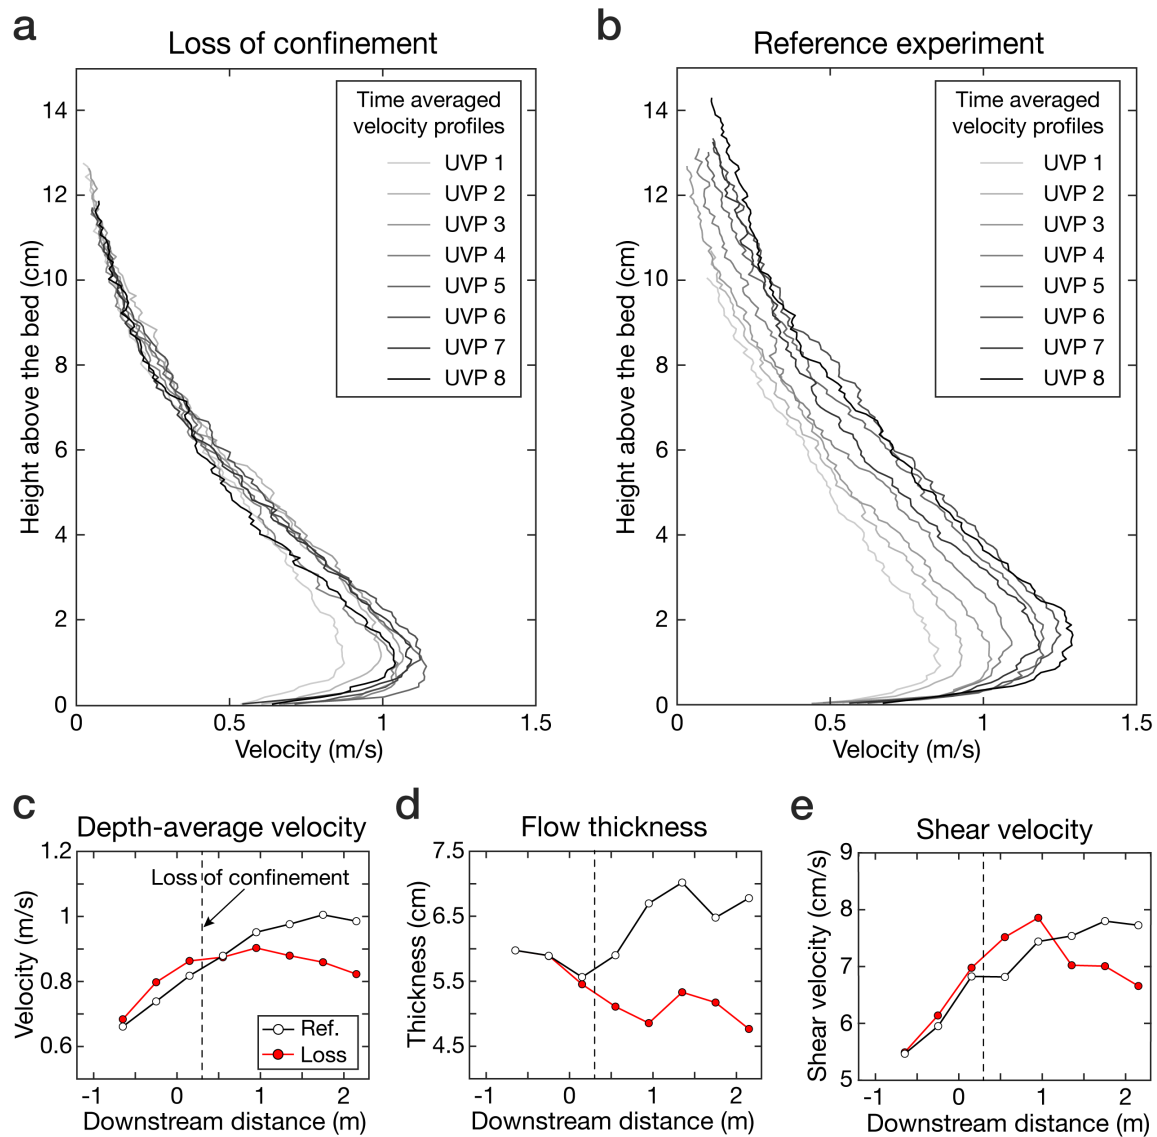 a
Loss of confinement
14
12
10
8
6
4
2
0
Height above the bed (cm)
Time averaged
velocity profiles
UVP 1
UVP 2
UVP 3
UVP 4
UVP 5
UVP 6
UVP 7
UVP 8
0
0.5
1
1.5
Velocity (m/s)
b
Reference experiment
14
12
10
8
6
4
2
0
Height above the bed (cm)
Time averaged
velocity profiles
UVP 1
UVP 2
UVP 3
UVP 4
UVP 5
UVP 6
UVP 7
UVP 8
0
0.5
1
1.5
Velocity (m/s)
c
Depth-average velocity
1.2
1
0.8
0.6
Velocity (m/s)
Loss of confinement
Ref.
Loss
-1
0
1
2
Downstream distance (m)
d
Flow thickness
7.5
6.5
5.5
4.5
Thickness (cm)
-1
0
1
2
Downstream distance (m)
e
Shear velocity
9
8
7
6
5
Shear velocity (cm/s)
-1
0
1
2
Downstream distance (m)